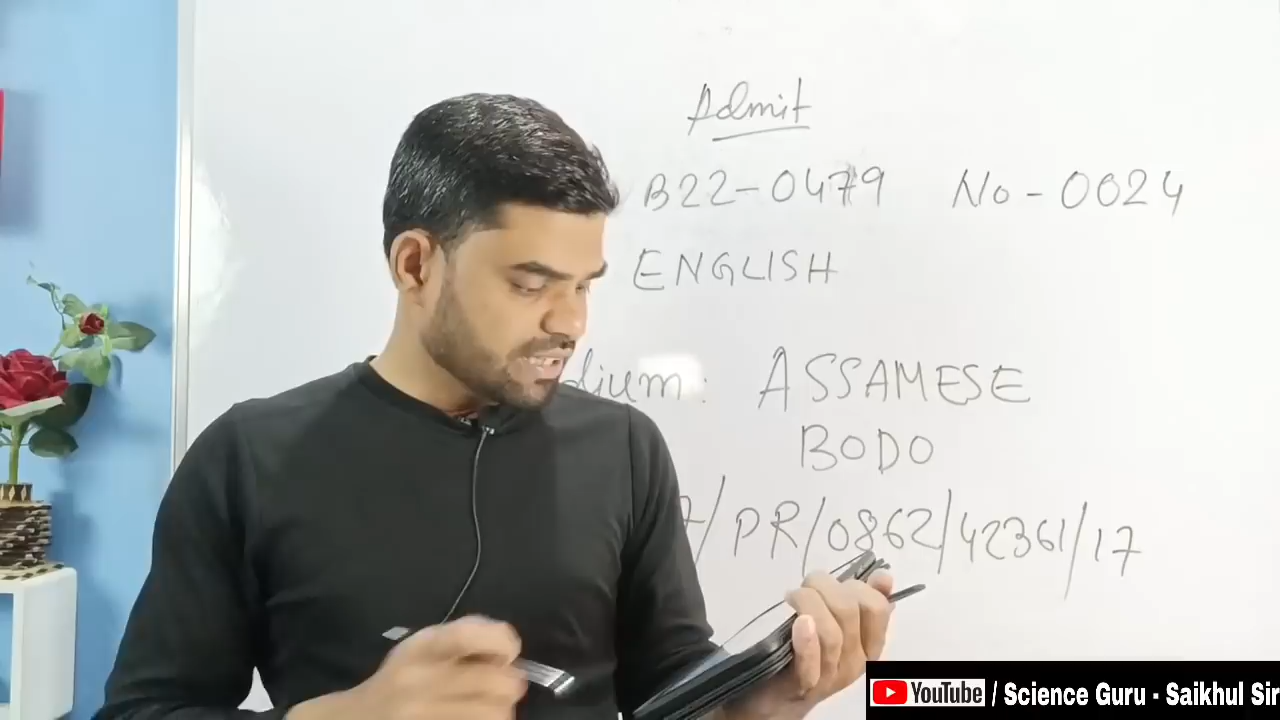 Admit
B22-0479 No-0024
ENGLISH
dium: ASSAMESE
BODO
/PR/0862/42361/17
YouTube / Science Guru - Saikhul Sir